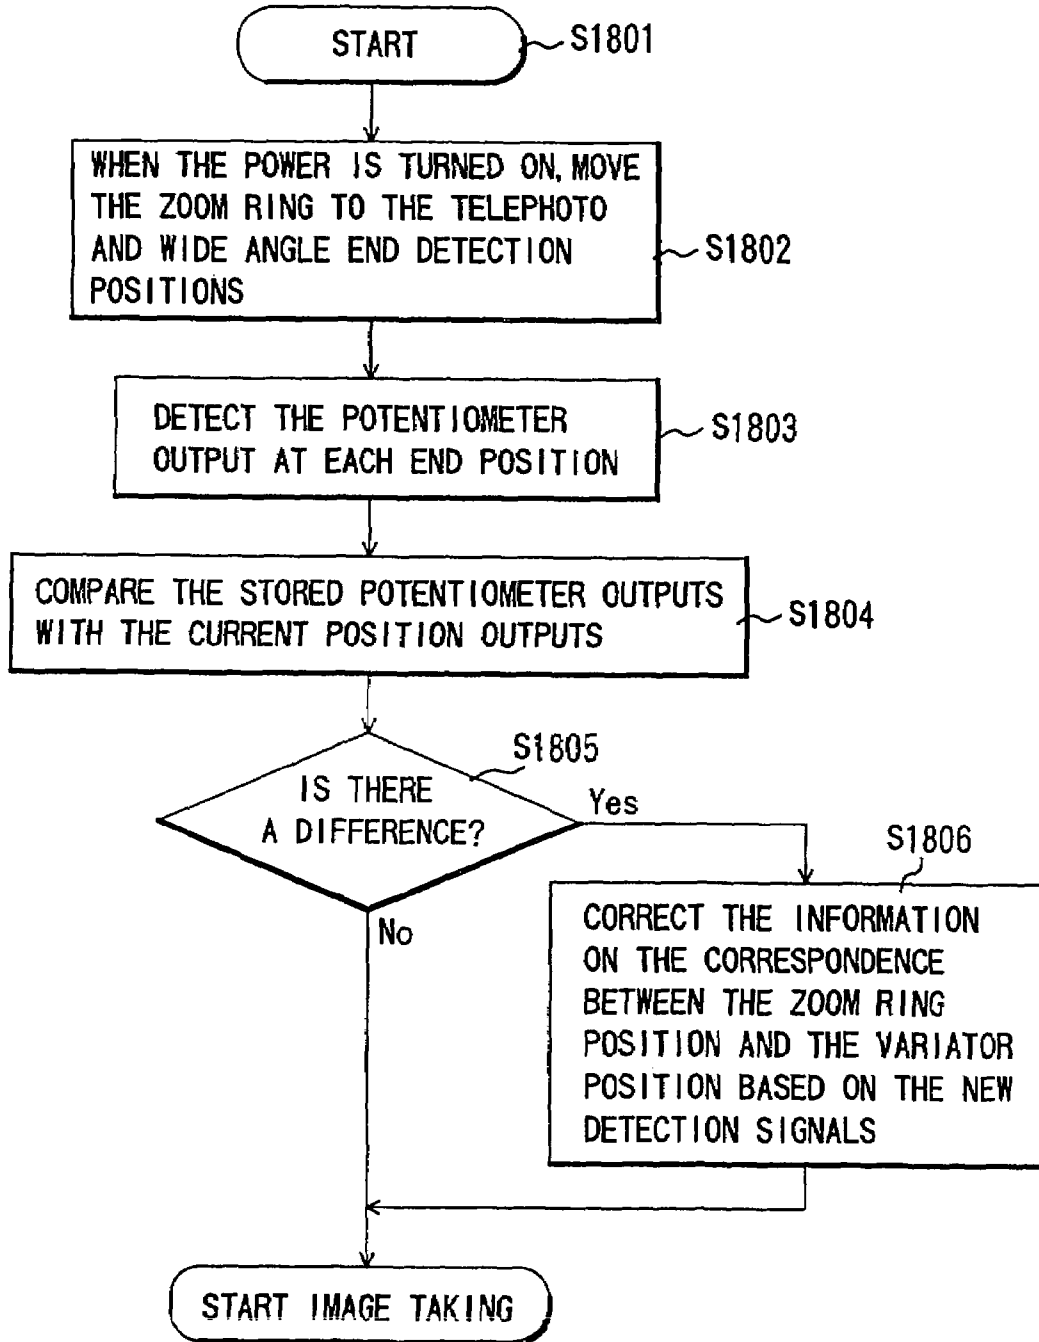 START
S1801
WHEN THE POWER IS TURNED ON, MOVE
THE ZOOM RING TO THE TELEPHOTO
AND WIDE ANGLE END DETECTION
POSITIONS
S1802
DETECT THE POTENTIOMETER
OUTPUT AT EACH END POSITION
S1803
COMPARE THE STORED POTENTIOMETER OUTPUTS
WITH THE CURRENT POSITION OUTPUTS
S1804
IS THERE
A DIFFERENCE?
S1805
Yes
No
S1806
CORRECT THE INFORMATION
ON THE CORRESPONDENCE
BETWEEN THE ZOOM RING
POSITION AND THE VARIATOR
POSITION BASED ON THE NEW
DETECTION SIGNALS
START IMAGE TAKING